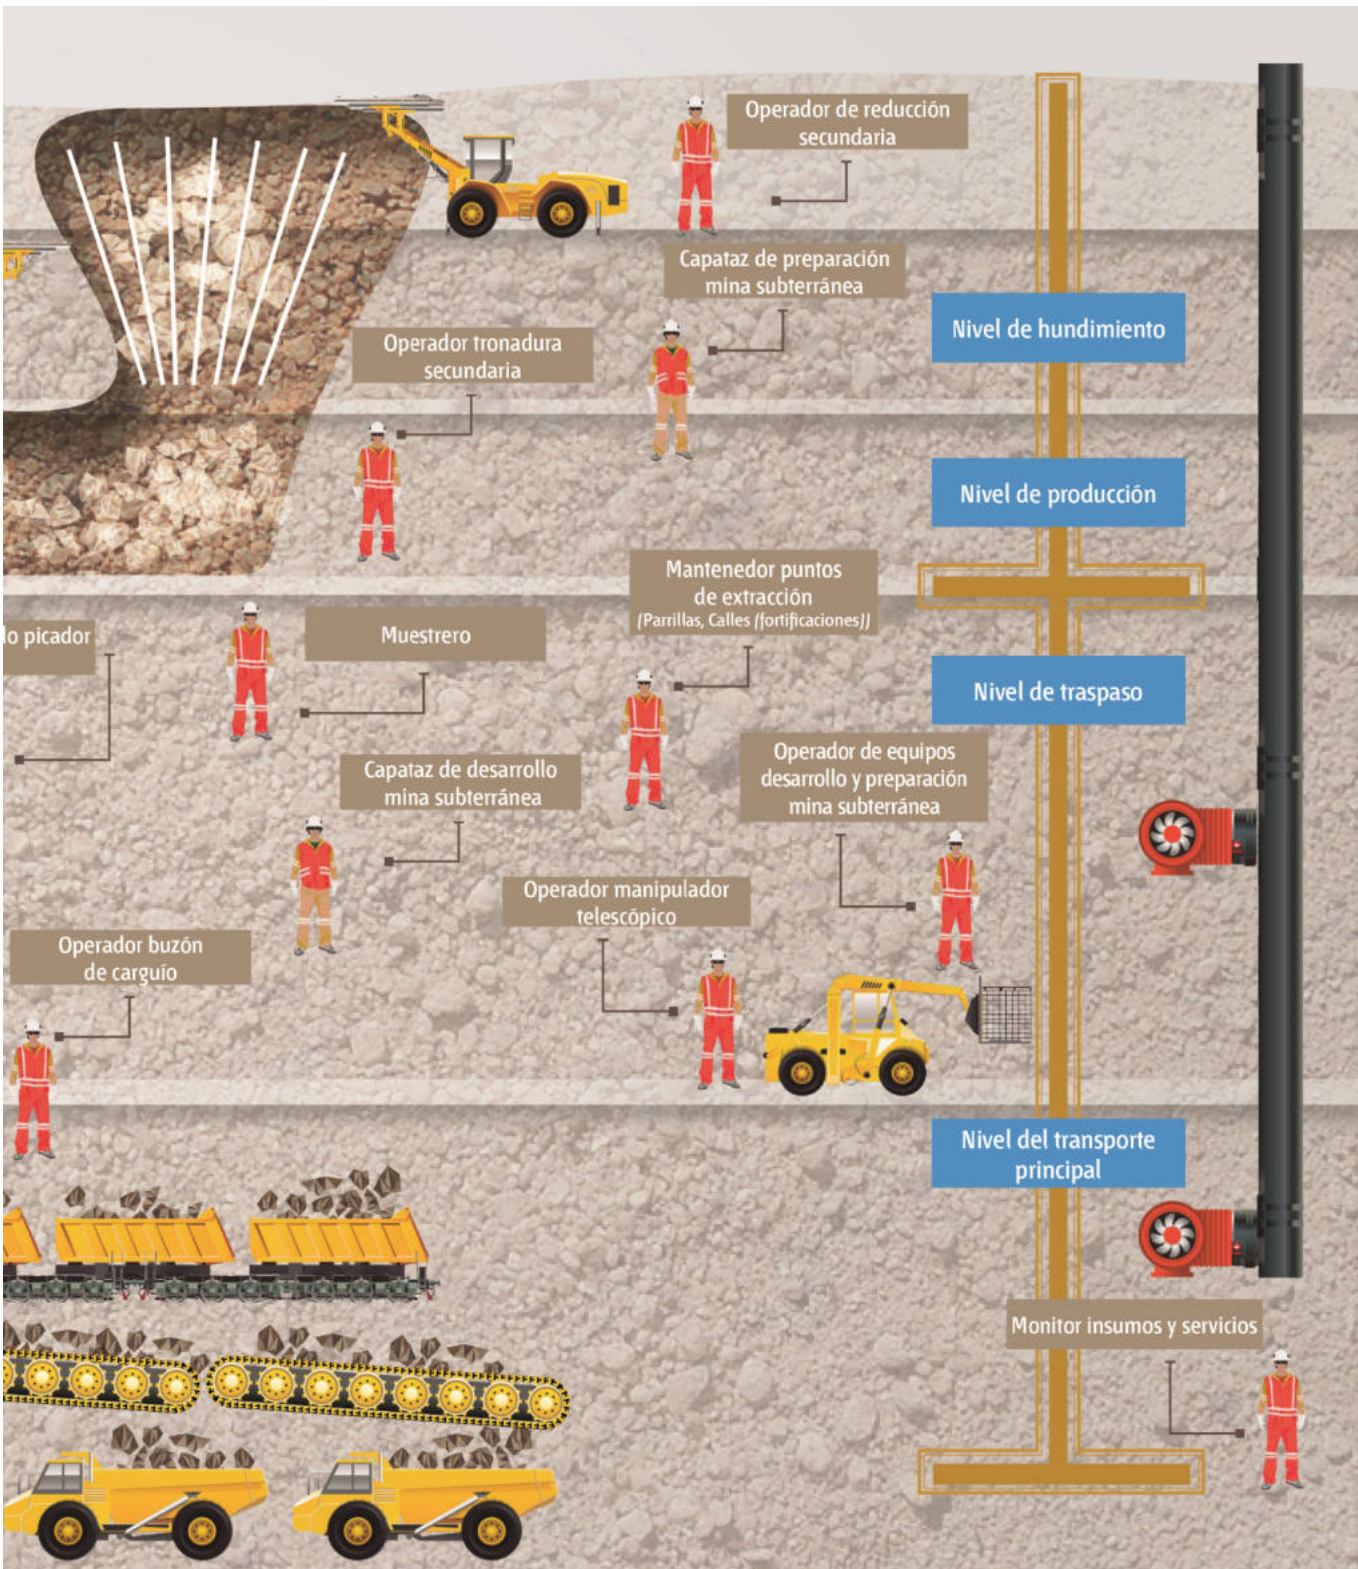 Operador de reducción
secundaria
Capataz de preparación
mina subterránea
Nivel de hundimiento
Operador tronadura
secundaria
Nivel de producción
Mantenedor puntos
de extracción
(Parrillas, Calles (fortificaciones))
picador
Muestrero
Nivel de traspaso
Operador de equipos
desarrollo y preparación
mina subterránea
Capataz de desarrollo
mina subterránea
Operador manipulador
telescópico
Operador buzón
de carguío
Nivel del transporte
principal
Monitor insumos y servicios